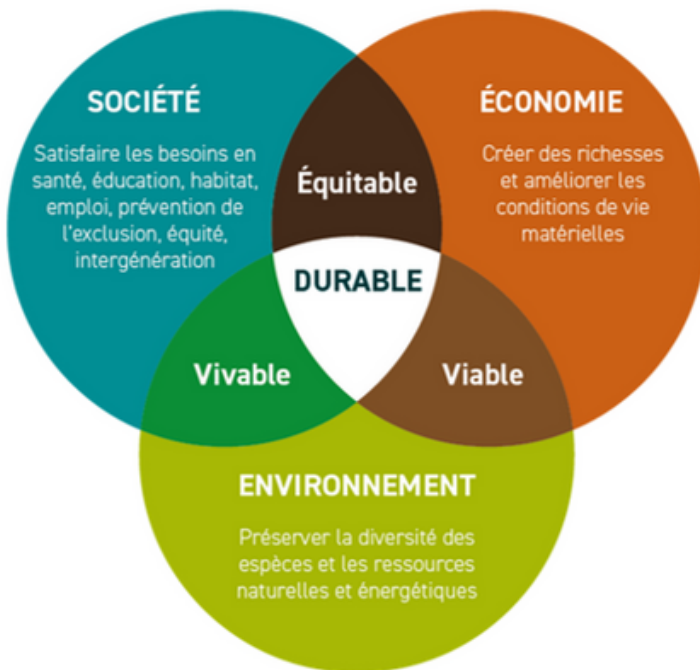 SOCIÉTÉ
Satisfaire les besoins en
santé, éducation, habitat,
emploi, prévention de
l'exclusion, équité,
intergénération
Équitable
ÉCONOMIE
Créer des richesses
et améliorer les
conditions de vie
matérielles
DURABLE
Vivable
Viable
ENVIRONNEMENT
Préserver la diversité des
espèces et les ressources
naturelles et énergétiques